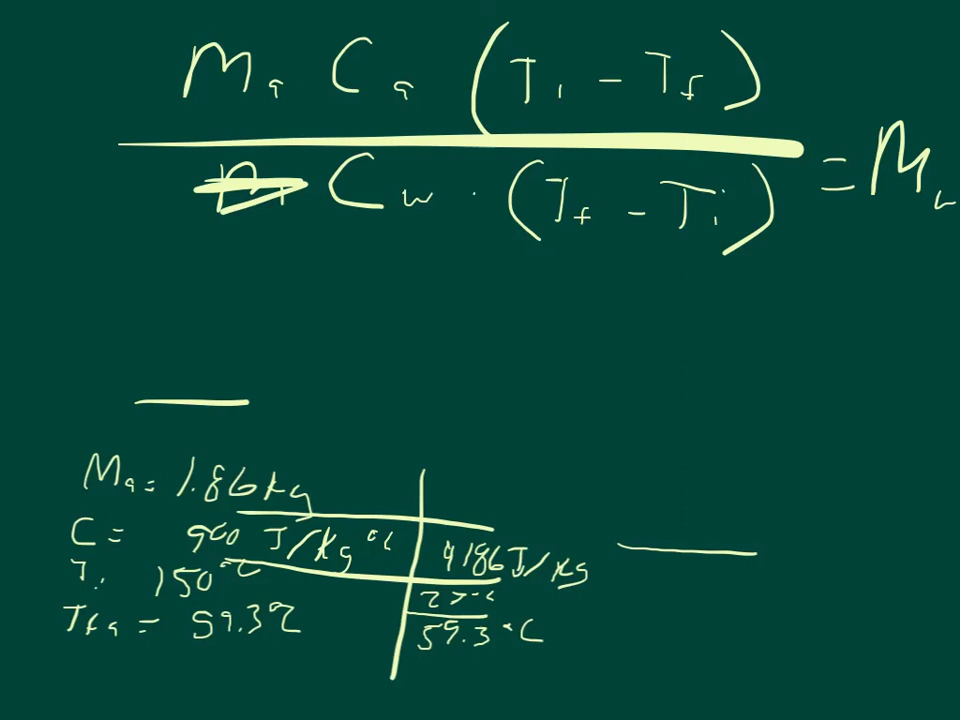 Ma Ca (Ti - Tf)
Cw · (Tf - Ti) = Mw
Ma = 1.86kg
C = 900 J/kg °C 4186 J/kg
Ti 150°C
Tfa = 59.3°C 59.3 °C